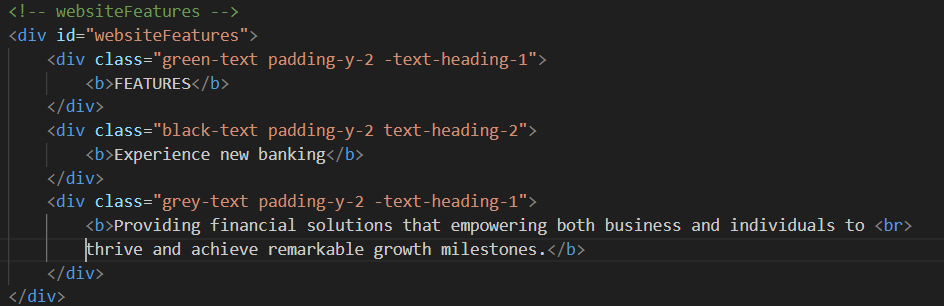 <!-- websiteFeatures -->
<div id="websiteFeatures">
    <div class="green-text padding-y-2 -text-heading-1">
        <b>FEATURES</b>
    </div>
    <div class="black-text padding-y-2 text-heading-2">
        <b>Experience new banking</b>
    </div>
    <div class="grey-text padding-y-2 -text-heading-1">
        <b>Providing financial solutions that empowering both business and individuals to <br>
        thrive and achieve remarkable growth milestones.</b>
    </div>
</div>